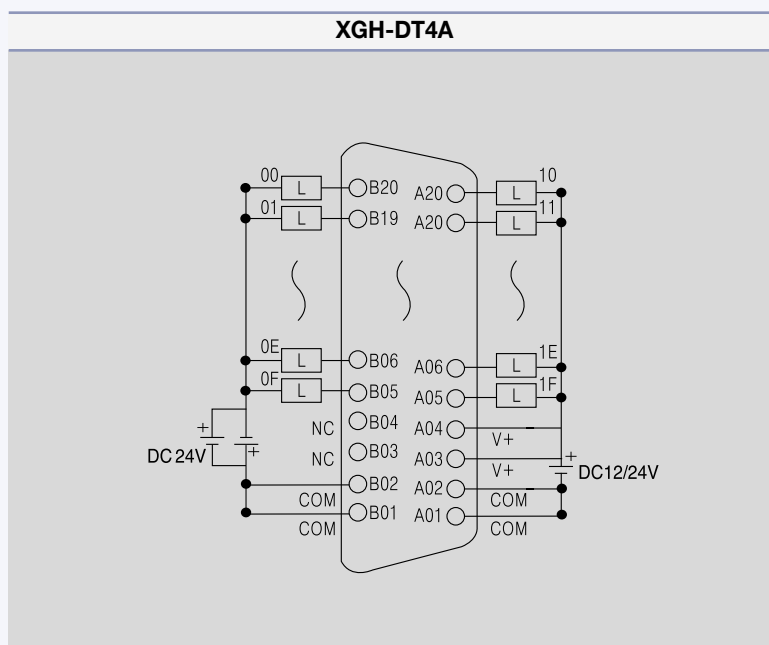 XGH-DT4A
00 L B20 A20 L 10
01 L B19 A20 L 11
0E L B06 A06 L 1E
0F L B05 A05 L 1F
NC B04 A04 V+
NC B03 A03 V+
+ DC 24V +
+ DC12/24V
COM B02 A02 COM
COM B01 A01 COM